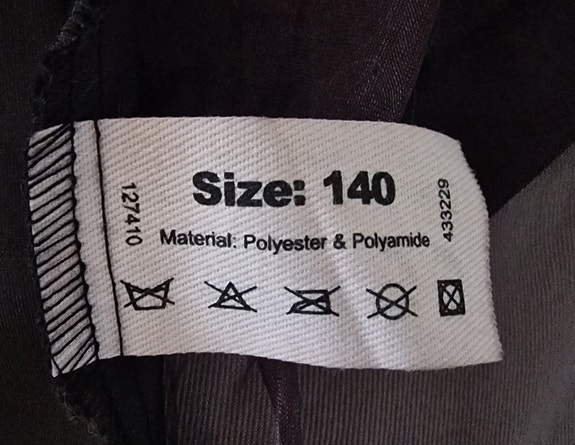 Size: 140
Material: Polyester & Polyamide
127410
433229